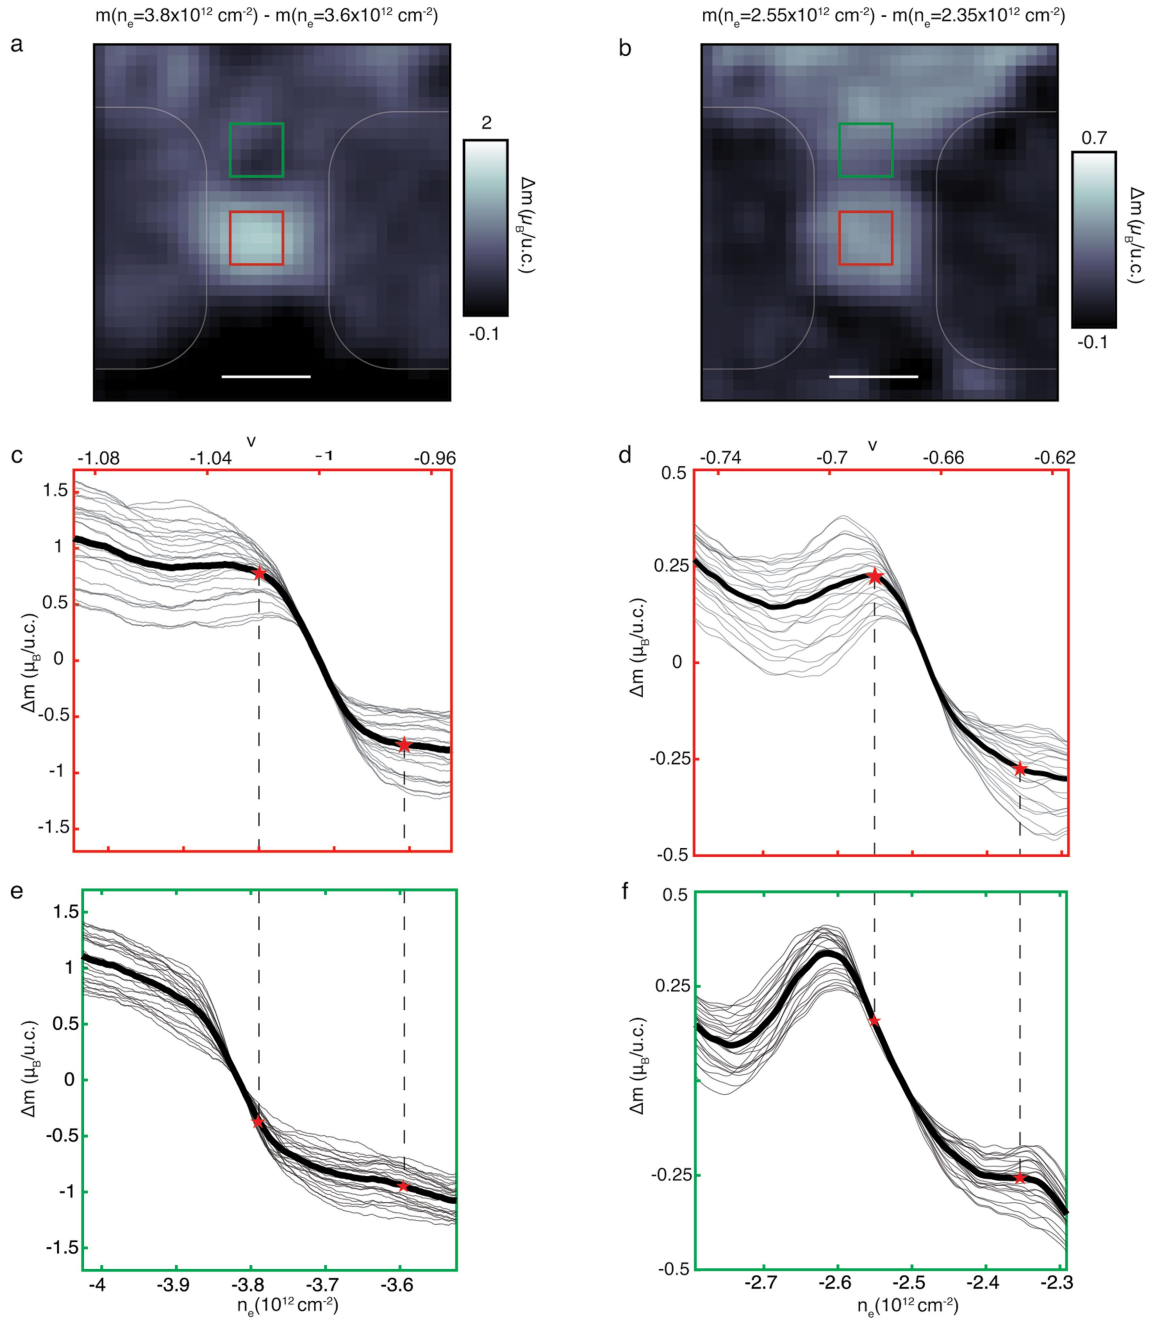 m(nₑ=3.8x10¹² cm⁻²) - m(nₑ=3.6x10¹² cm⁻²)
m(nₑ=2.55x10¹² cm⁻²) - m(nₑ=2.35x10¹² cm⁻²)
a
2
Δm (μ_B/u.c.)
-0.1
b
0.7
Δm (μ_B/u.c.)
-0.1
c
ν
-1.08 -1.04 -1 -0.96
1.5
1
0.5
0
-0.5
-1
-1.5
Δm (μ_B/u.c.)
d
ν
-0.74 -0.7 -0.66 -0.62
0.5
0.25
0
-0.25
-0.5
Δm (μ_B/u.c.)
e
1.5
1
0.5
0
-0.5
-1
-1.5
Δm (μ_B/u.c.)
-4 -3.9 -3.8 -3.7 -3.6
nₑ(10¹² cm⁻²)
f
0.5
0.25
-0.25
-0.5
Δm (μ_B/u.c.)
-2.7 -2.6 -2.5 -2.4 -2.3
nₑ(10¹² cm⁻²)